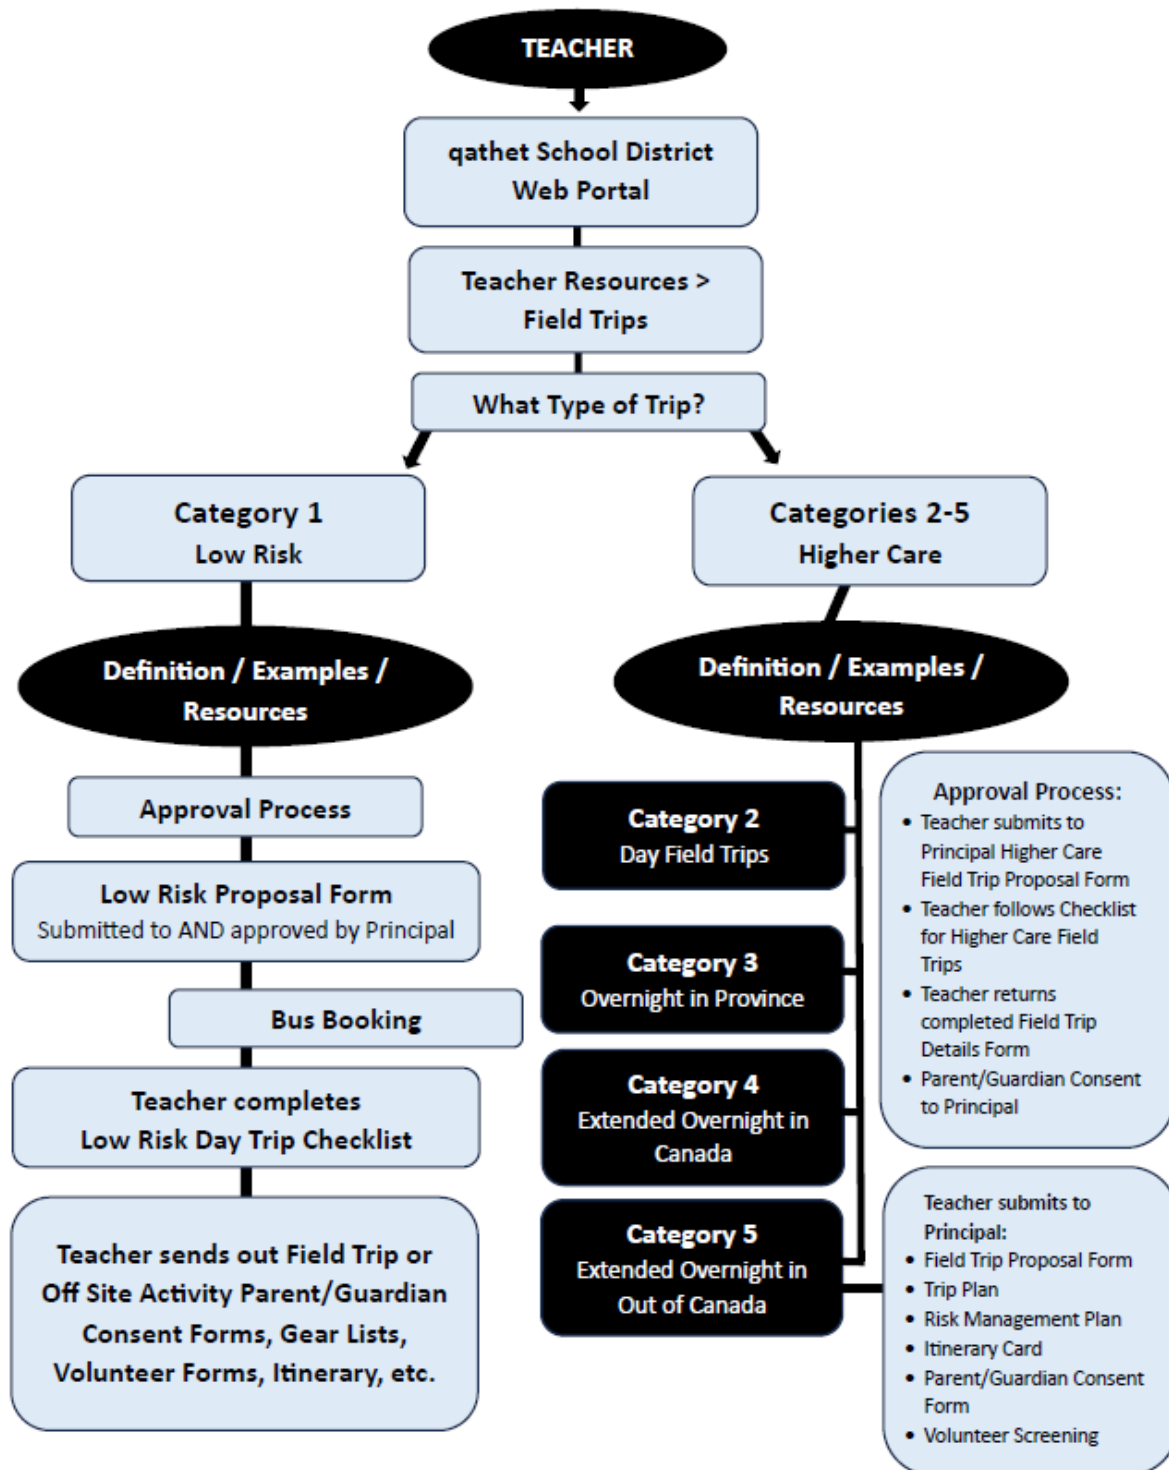 TEACHER
qathet School District
Web Portal
Teacher Resources >
Field Trips
What Type of Trip?
Category 1
Low Risk
Definition / Examples /
Resources
Approval Process
Low Risk Proposal Form
Submitted to AND approved by Principal
Bus Booking
Teacher completes
Low Risk Day Trip Checklist
Teacher sends out Field Trip or
Off Site Activity Parent/Guardian
Consent Forms, Gear Lists,
Volunteer Forms, Itinerary, etc.
Categories 2-5
Higher Care
Definition / Examples /
Resources
Category 2
Day Field Trips
Category 3
Overnight in Province
Category 4
Extended Overnight in
Canada
Category 5
Extended Overnight in
Out of Canada
Approval Process:
• Teacher submits to
Principal Higher Care
Field Trip Proposal Form
• Teacher follows Checklist
for Higher Care Field
Trips
• Teacher returns
completed Field Trip
Details Form
• Parent/Guardian Consent
to Principal
Teacher submits to
Principal:
• Field Trip Proposal Form
• Trip Plan
• Risk Management Plan
• Itinerary Card
• Parent/Guardian Consent
Form
• Volunteer Screening